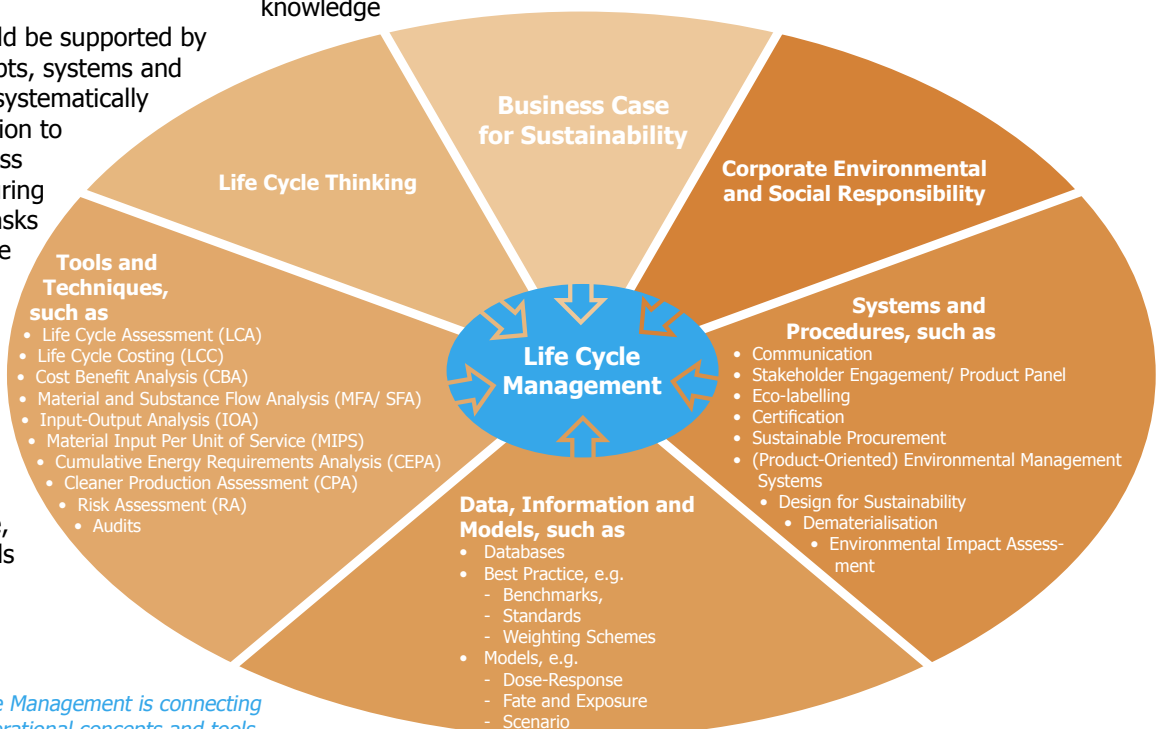 knowledge
be supported by
systems and
systematically
to
asks
Business Case
for Sustainability
Life Cycle Thinking
Corporate Environmental
and Social Responsibility
Tools and
Techniques,
such as
• Life Cycle Assessment (LCA)
• Life Cycle Costing (LCC)
• Cost Benefit Analysis (CBA)
• Material and Substance Flow Analysis (MFA/ SFA)
• Input-Output Analysis (IOA)
• Material Input Per Unit of Service (MIPS)
• Cumulative Energy Requirements Analysis (CEPA)
• Cleaner Production Assessment (CPA)
• Risk Assessment (RA)
• Audits
Life Cycle
Management
Systems and
Procedures, such as
• Communication
• Stakeholder Engagement/ Product Panel
• Eco-labelling
• Certification
• Sustainable Procurement
• (Product-Oriented) Environmental Management
Systems
• Design for Sustainability
• Dematerialisation
• Environmental Impact Assess-
ment
Data, Information and
Models, such as
• Databases
• Best Practice, e.g.
- Benchmarks,
- Standards
- Weighting Schemes
• Models, e.g.
- Dose-Response
- Fate and Exposure
- Scenario
Management is connecting
concepts and tools